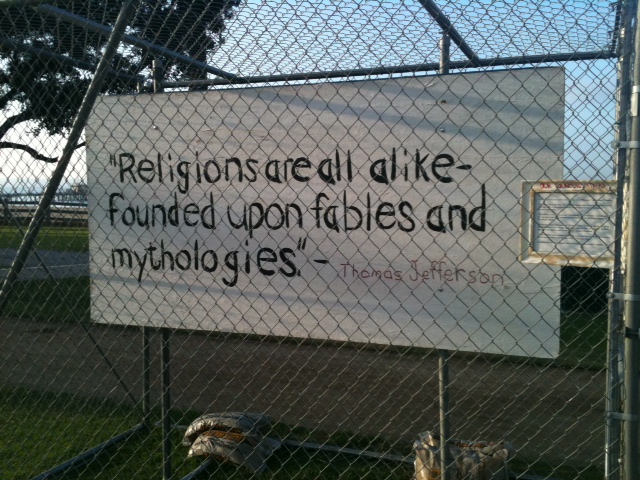 "Religions are all alike-
founded upon fables and
mythologies." - Thomas Jefferson